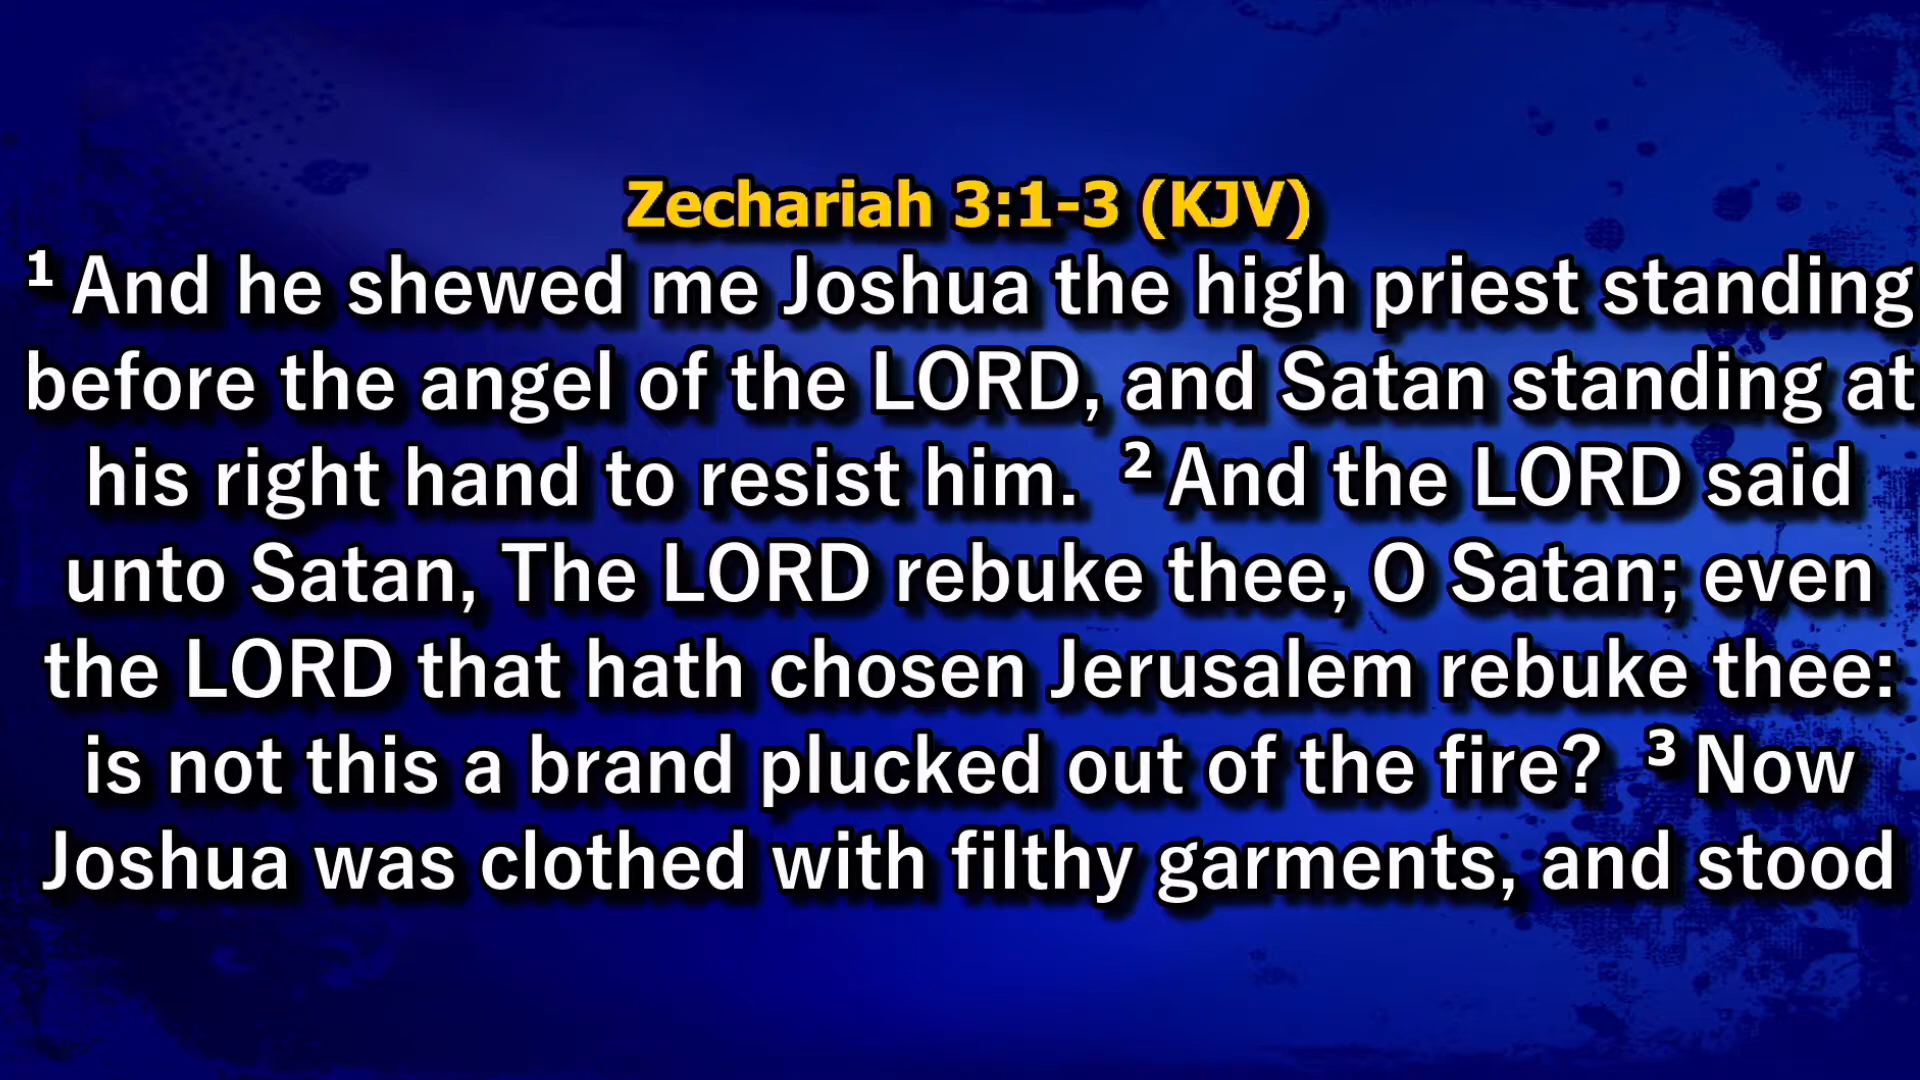 Zechariah 3:1-3 (KJV)
¹ And he shewed me Joshua the high priest standing
before the angel of the LORD, and Satan standing at
his right hand to resist him. ² And the LORD said
unto Satan, The LORD rebuke thee, O Satan; even
the LORD that hath chosen Jerusalem rebuke thee:
is not this a brand plucked out of the fire? ³ Now
Joshua was clothed with filthy garments, and stood